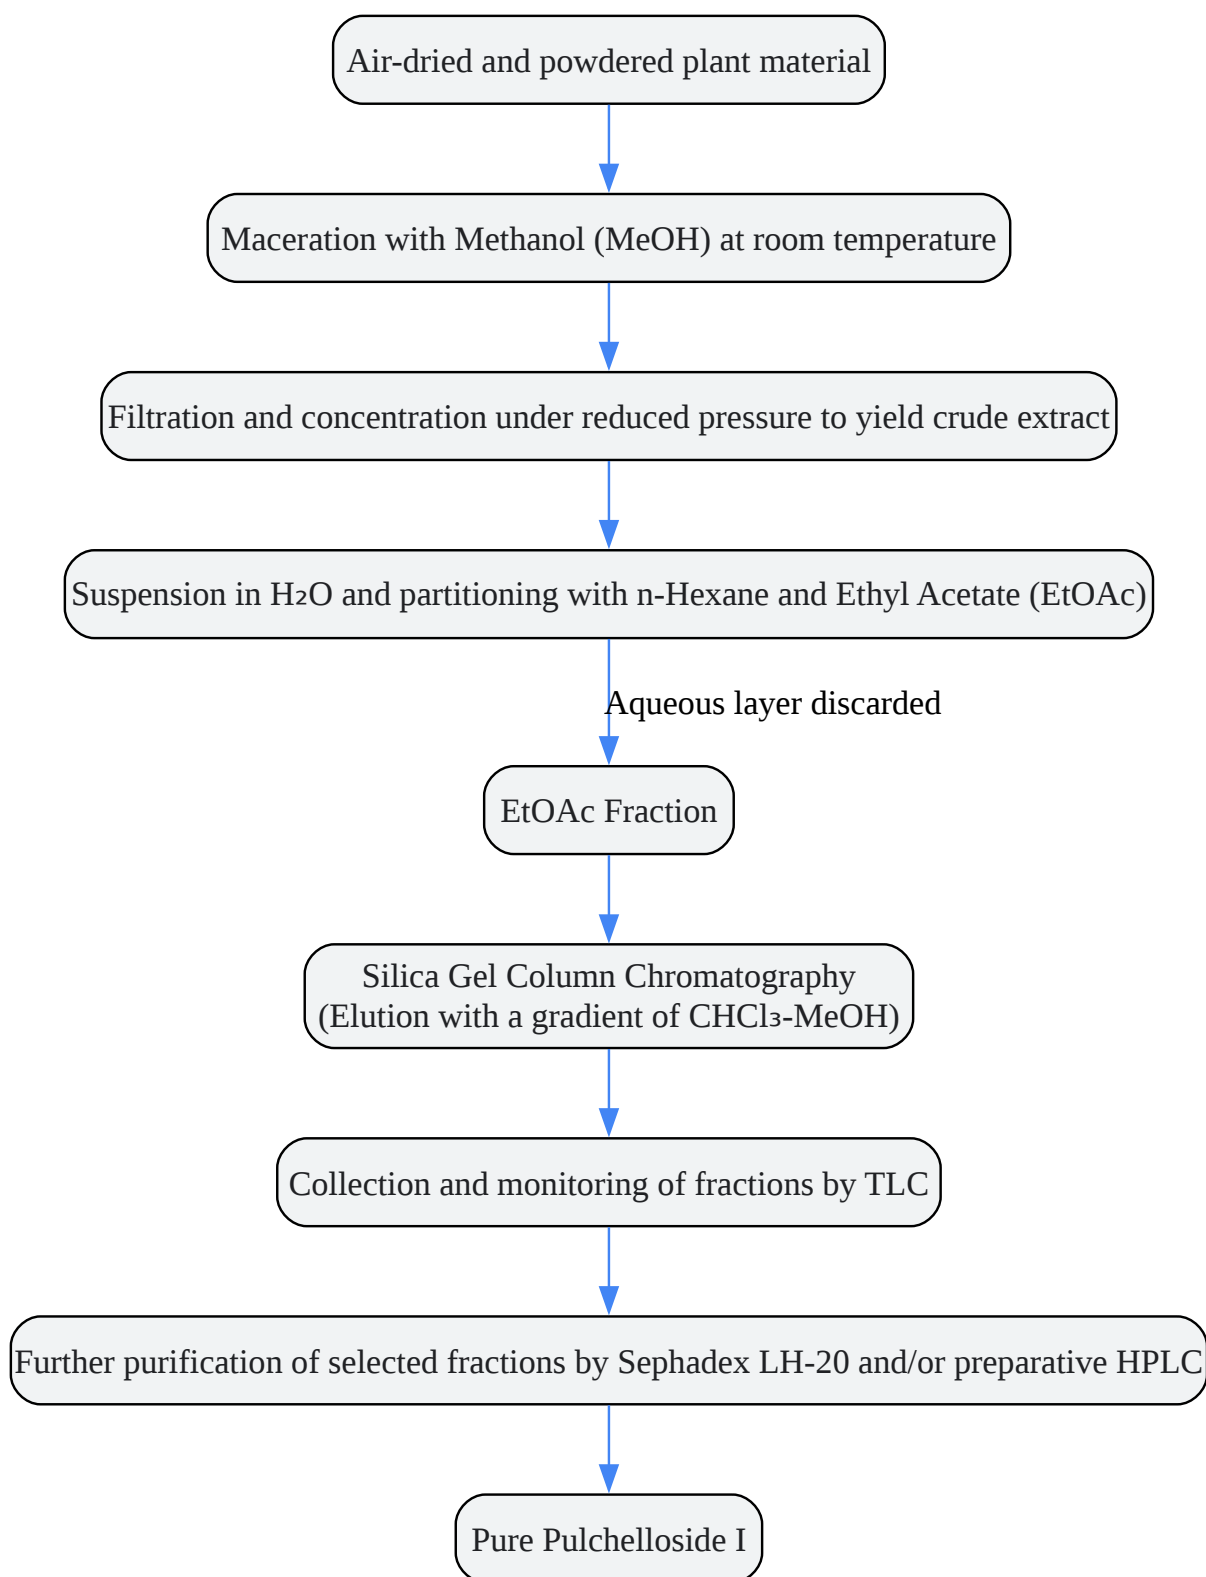 Air-dried and powdered plant material
Maceration with Methanol (MeOH) at room temperature
Filtration and concentration under reduced pressure to yield crude extract
Suspension in H₂O and partitioning with n-Hexane and Ethyl Acetate (EtOAc)
Aqueous layer discarded
EtOAc Fraction
Silica Gel Column Chromatography
(Elution with a gradient of CHCl₃-MeOH)
Collection and monitoring of fractions by TLC
Further purification of selected fractions by Sephadex LH-20 and/or preparative HPLC
Pure Pulchelloside I